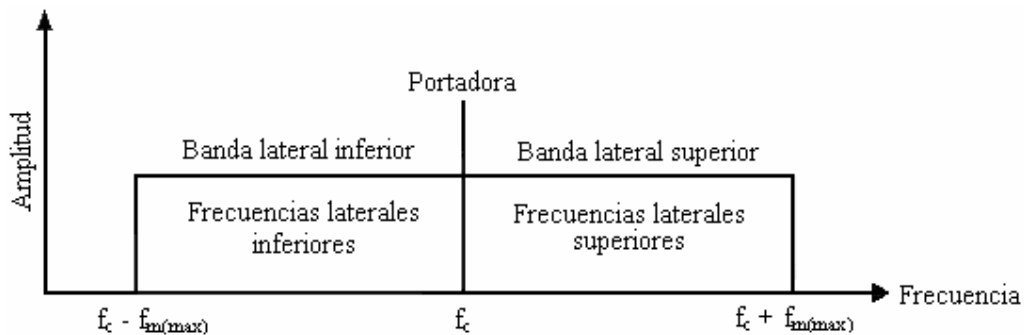 Portadora
Amplitud
Banda lateral inferior
Banda lateral superior
Frecuencias laterales
inferiores
Frecuencias laterales
superiores
Frecuencia
fc - fm(max)
fc
fc + fm(max)